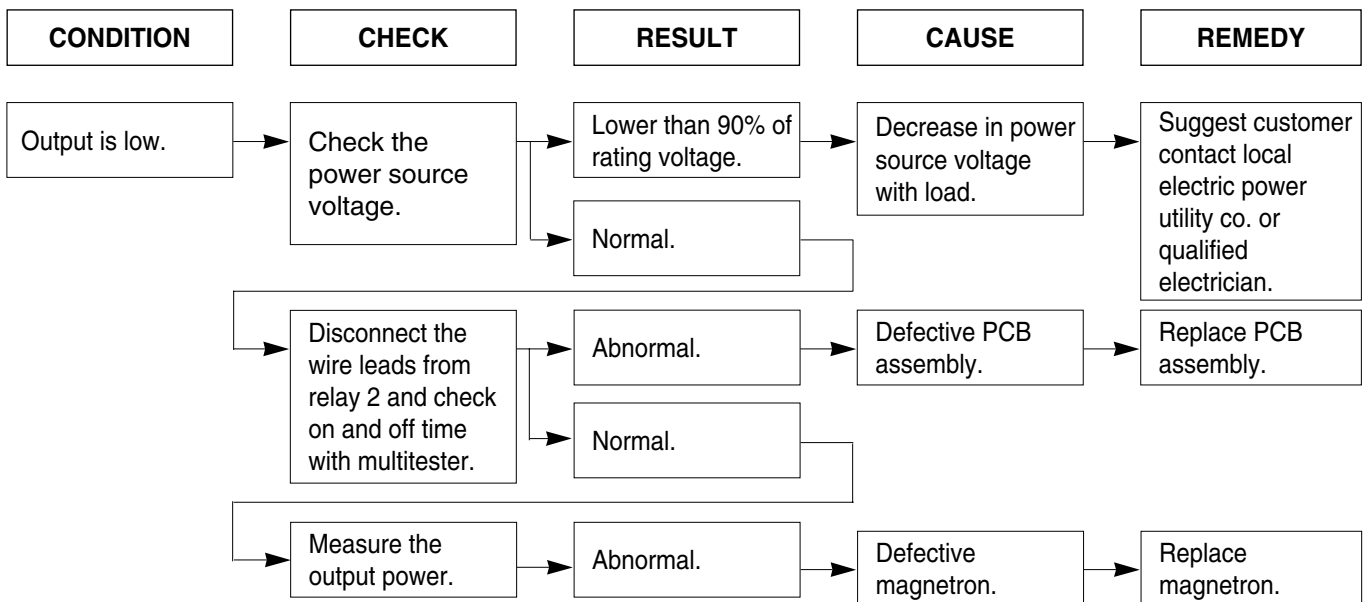 CONDITION
CHECK
RESULT
CAUSE
REMEDY
Output is low.
Check the
power source
voltage.
Lower than 90% of
rating voltage.
Decrease in power
source voltage
with load.
Suggest customer
contact local
electric power
utility co. or
qualified
electrician.
Normal.
Disconnect the
wire leads from
relay 2 and check
on and off time
with multitester.
Abnormal.
Defective PCB
assembly.
Replace PCB
assembly.
Normal.
Measure the
output power.
Abnormal.
Defective
magnetron.
Replace
magnetron.